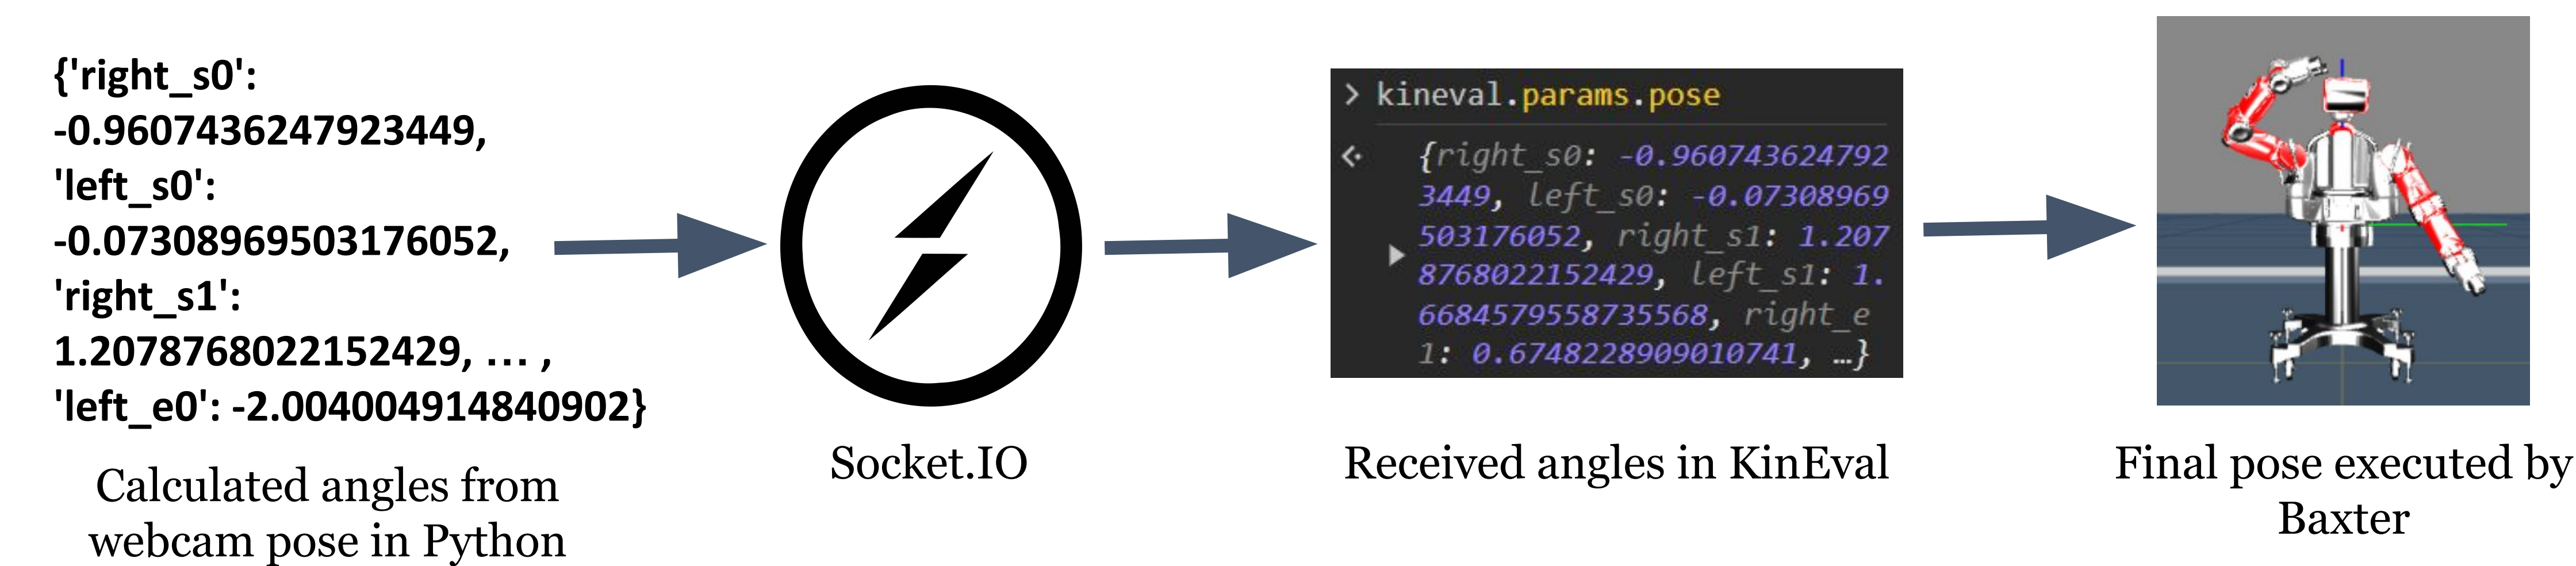 {'right_s0':
-0.9607436247923449,
'left_s0':
-0.07308969503176052,
'right_s1':
1.2078768022152429, ... ,
'left_e0': -2.004004914840902}
Calculated angles from
webcam pose in Python
Socket.IO
> kineval.params.pose
{right_s0: -0.960743624792
3449, left_s0: -0.07308969
503176052, right_s1: 1.207
8768022152429, left_s1: 1.
6684579558735568, right_e
1: 0.6748228909010741, …}
Received angles in KinEval
Final pose executed by
Baxter